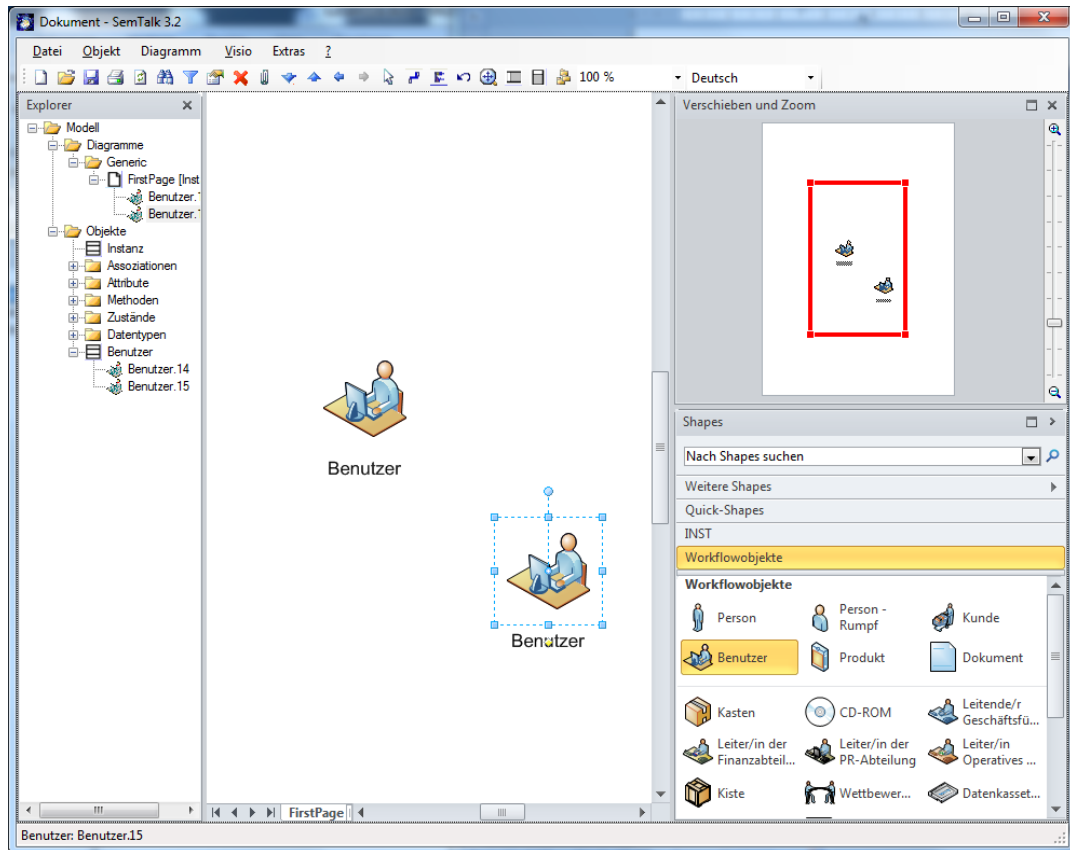 Dokument - SemTalk 3.2
Datei Objekt Diagramm Visio Extras ?
100 % Deutsch
Explorer
Modell
Diagramme
Generic
FirstPage [Inst
Benutzer.
Benutzer.
Objekte
Instanz
Assoziationen
Attribute
Methoden
Zustände
Datentypen
Benutzer
Benutzer.14
Benutzer.15
Benutzer
Benutzer
FirstPage
Verschieben und Zoom
Shapes
Nach Shapes suchen
Weitere Shapes
Quick-Shapes
INST
Workflowobjekte
Workflowobjekte
Person
Person -
Rumpf
Kunde
Benutzer
Produkt
Dokument
Kasten
CD-ROM
Leitende/r
Geschäftsfü...
Leiter/in der
Finanzabteil...
Leiter/in der
PR-Abteilung
Leiter/in
Operatives ...
Kiste
Wettbewer...
Datenkasset...
Benutzer: Benutzer.15